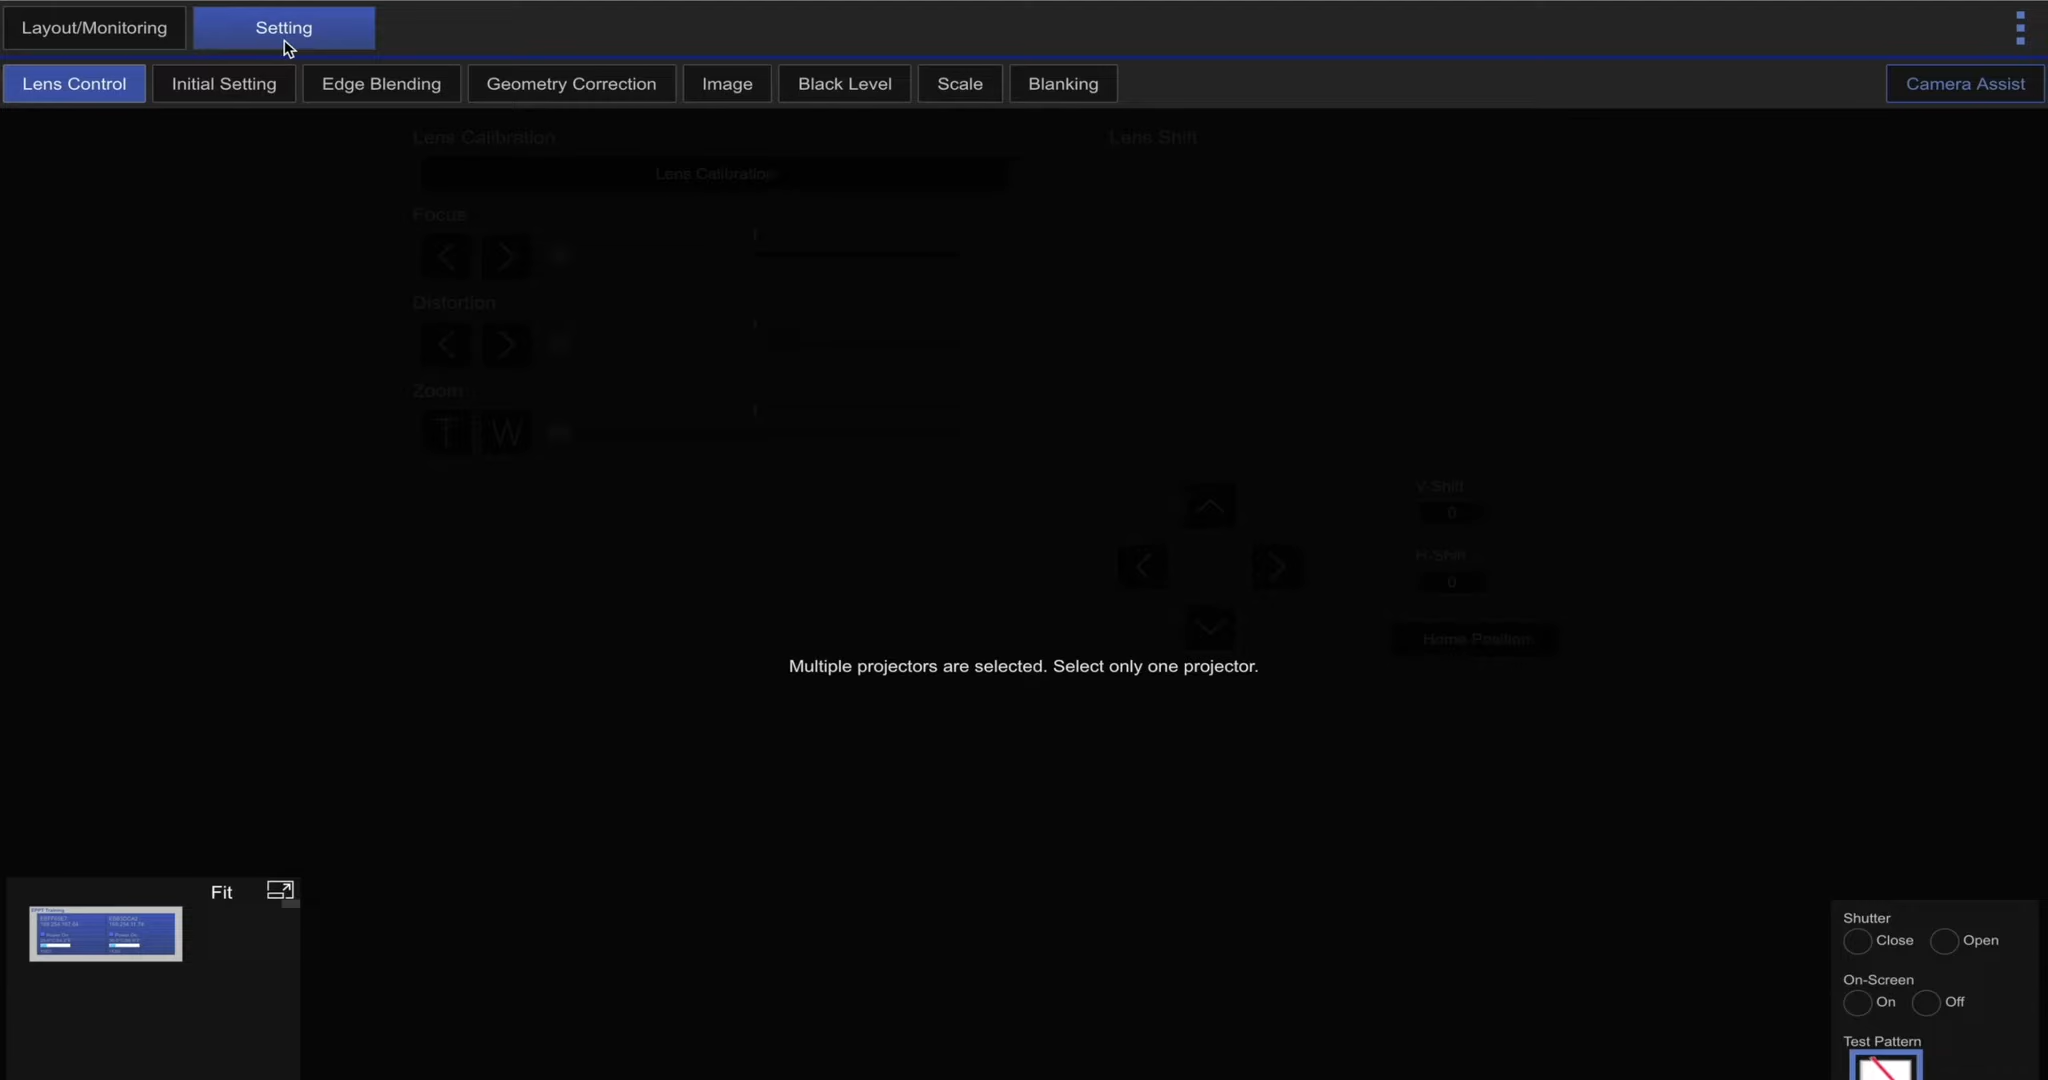 Layout/Monitoring
Setting
Lens Control
Initial Setting
Edge Blending
Geometry Correction
Image
Black Level
Scale
Blanking
Camera Assist
Lens Calibration
Lens Shift
Lens Calibration
Focus
Distortion
Zoom
T W
V-Shift
0
H-Shift
0
Home Position
Multiple projectors are selected. Select only one projector.
Fit
EPPT Training
Shutter
Close Open
On-Screen
On Off
Test Pattern